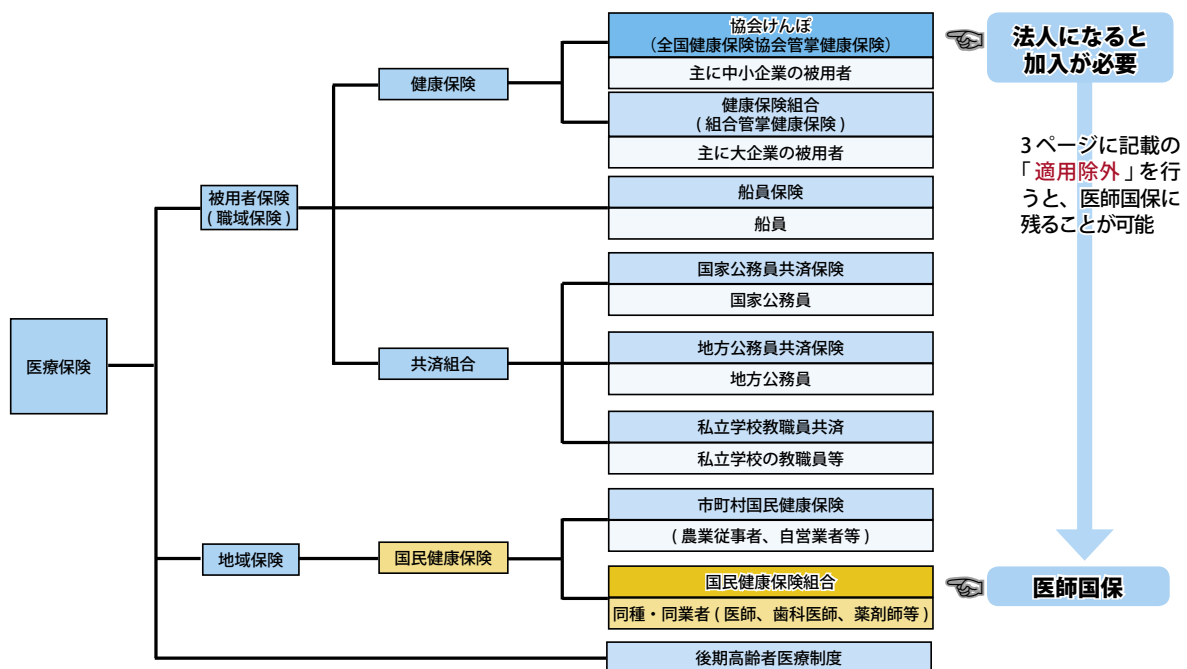 協会けんぽ
（全国健康保険協会管掌健康保険）
主に中小企業の被用者
法人になると
加入が必要
健康保険
健康保険組合
( 組合管掌健康保険 )
主に大企業の被用者
3 ページに記載の
「 適用除外 」を行
うと、医師国保に
残ることが可能
被用者保険
( 職域保険 )
船員保険
船員
国家公務員共済保険
国家公務員
医療保険
共済組合
地方公務員共済保険
地方公務員
私立学校教職員共済
私立学校の教職員等
市町村国民健康保険
( 農業従事者、自営業者等 )
地域保険
国民健康保険
国民健康保険組合
同種・同業者 ( 医師、歯科医師、薬剤師等 )
医師国保
後期高齢者医療制度